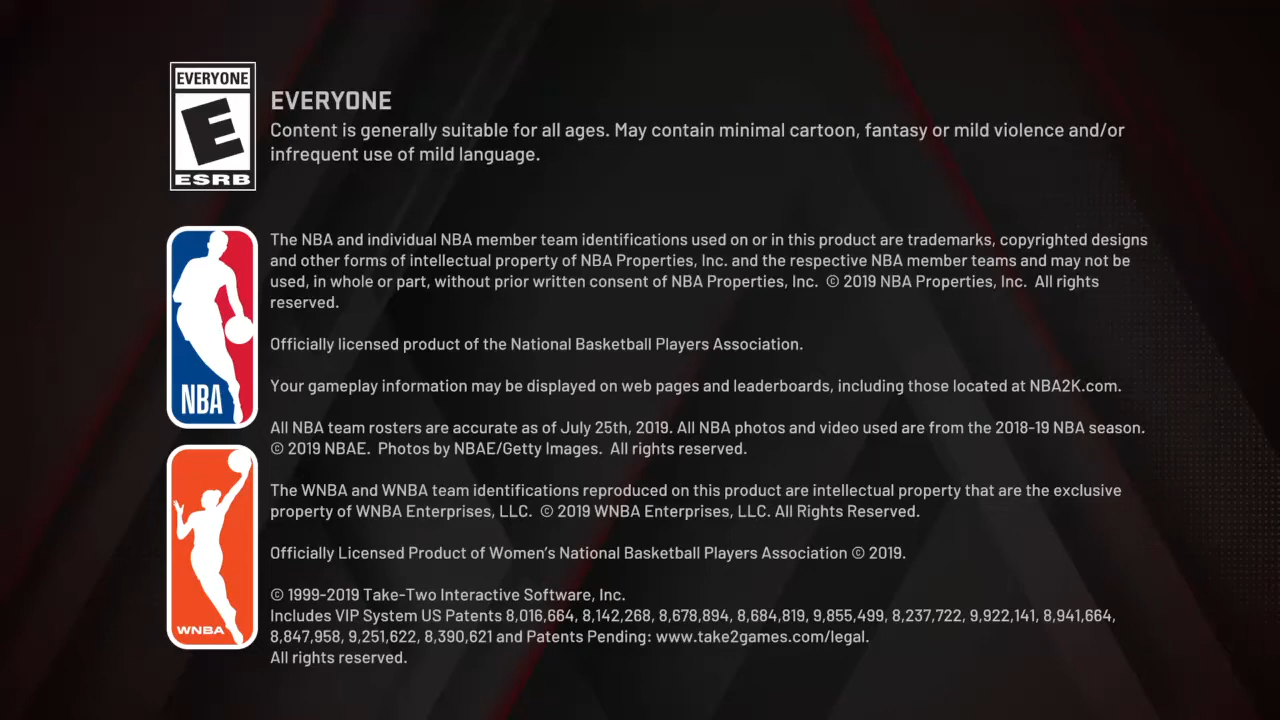 EVERYONE
E
ESRB
EVERYONE
Content is generally suitable for all ages. May contain minimal cartoon, fantasy or mild violence and/or
infrequent use of mild language.
The NBA and individual NBA member team identifications used on or in this product are trademarks, copyrighted designs
and other forms of intellectual property of NBA Properties, Inc. and the respective NBA member teams and may not be
used, in whole or part, without prior written consent of NBA Properties, Inc. © 2019 NBA Properties, Inc. All rights
reserved.
Officially licensed product of the National Basketball Players Association.
Your gameplay information may be displayed on web pages and leaderboards, including those located at NBA2K.com.
NBA
All NBA team rosters are accurate as of July 25th, 2019. All NBA photos and video used are from the 2018-19 NBA season.
© 2019 NBAE. Photos by NBAE/Getty Images. All rights reserved.
The WNBA and WNBA team identifications reproduced on this product are intellectual property that are the exclusive
property of WNBA Enterprises, LLC. © 2019 WNBA Enterprises, LLC. All Rights Reserved.
Officially Licensed Product of Women's National Basketball Players Association © 2019.
© 1999-2019 Take-Two Interactive Software, Inc.
Includes VIP System US Patents 8,016,664, 8,142,268, 8,678,894, 8,684,819, 9,855,499, 8,237,722, 9,922,141, 8,941,664,
8,847,958, 9,251,622, 8,390,621 and Patents Pending: www.take2games.com/legal.
All rights reserved.
WNBA